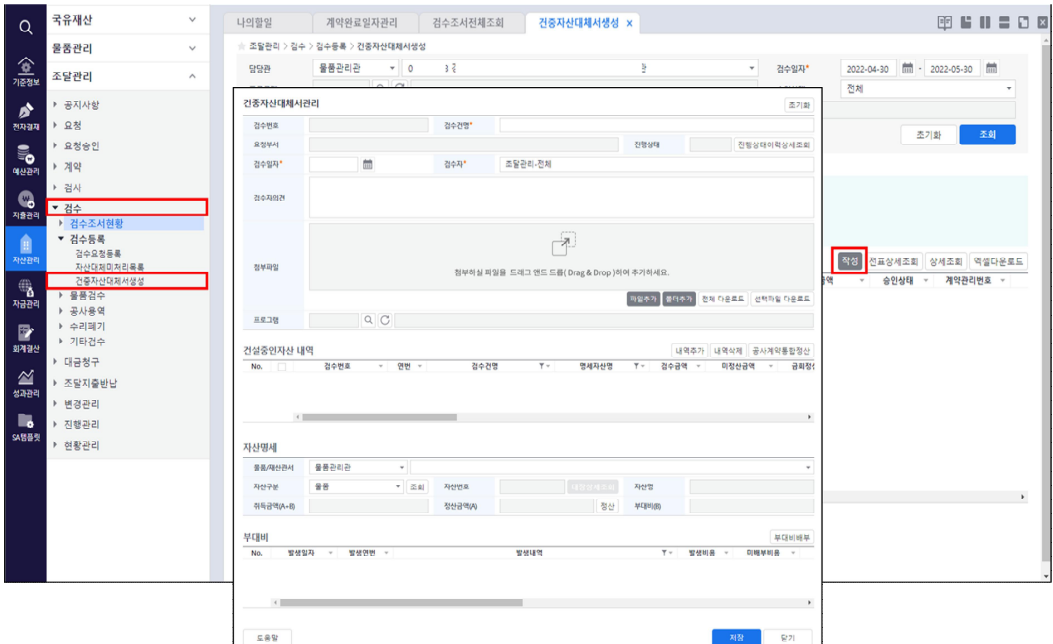 국유재산
물품관리
조달관리
공지사항
요청
요청승인
계약
검사
검수
검수조서현황
검수등록
검수요청등록
자산대체미처리목록
건중자산대체서생성
물품검수
공사용역
수리폐기
기타검수
대금청구
조달지출반납
변경관리
진행관리
현황관리
기준정보
전자결재
예산관리
지출관리
자산관리
자금관리
회계결산
성과관리
SA템플릿
나의할일 계약완료일자관리 검수조서전체조회 건중자산대체서생성 x
조달관리 > 검수 > 검수등록 > 건중자산대체서생성
담당관 물품관리관 0 검수일자* 2022-04-30 - 2022-05-30
전체
초기화 조회
작성 선표상세조회 상세조회 엑셀다운로드
승인상태 계약관리번호
건중자산대체서관리 초기화
검수번호 검수건명*
요청부서 진행상태 진행상태이력상세조회
검수일자* 검수자* 조달관리-전체
검수자의견
첨부파일
첨부하실 파일을 드래그 앤드 드롭( Drag & Drop )하여 추가하세요.
파일추가 폴더추가 전체 다운로드 선택파일 다운로드
프로그램
건설중인자산 내역 내역추가 내역삭제 공사계약통합정산
No. 검수번호 연번 검수건명 명세자산명 검수금액 미정산금액 금회정산
자산명세
물품/재산관서 물품관리관
자산구분 물품 조회 자산번호 자산명
취득금액(A+B) 정산금액(A) 정산 부대비(B)
부대비 부대비배부
No. 발생일자 발생연번 발생내역 발생비용 미배부비용
도움말 저장 닫기